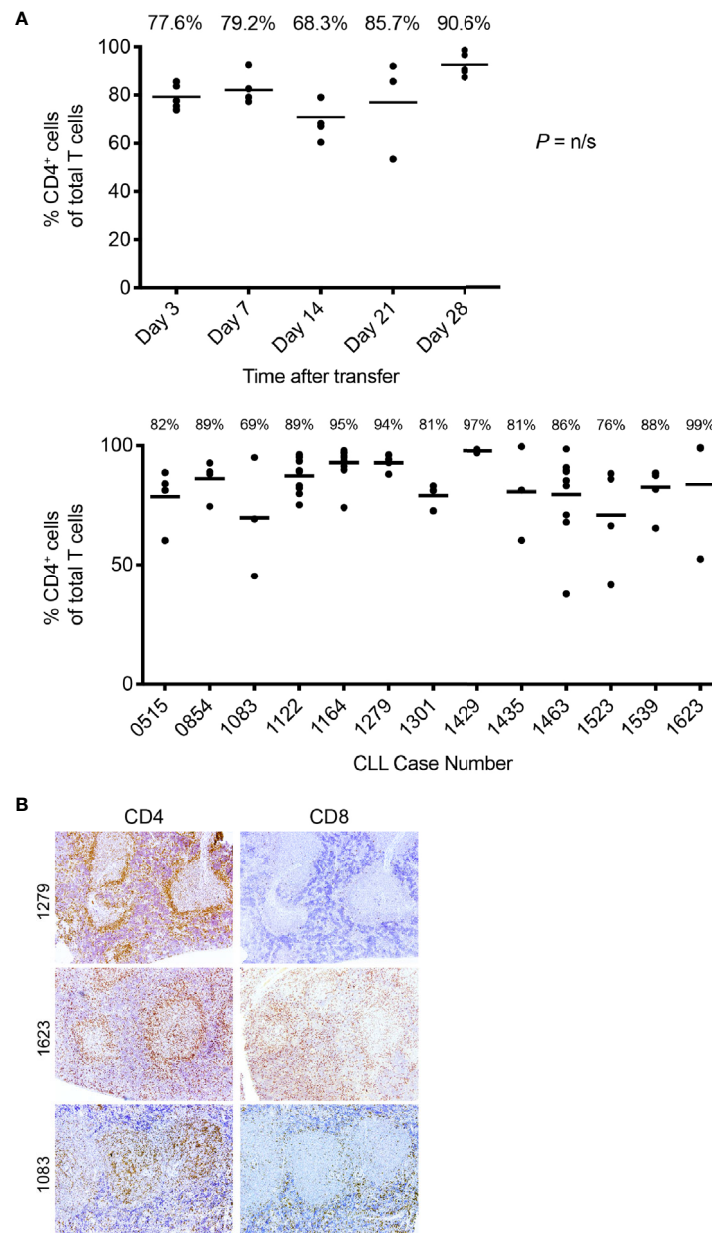 A
77.6% 79.2% 68.3% 85.7% 90.6%
100
80
60
40
20
0
% CD4⁺ cells
of total T cells
P = n/s
Day 3 Day 7 Day 14 Day 21 Day 28
Time after transfer
82% 89% 69% 89% 95% 94% 81% 97% 81% 86% 76% 88% 99%
100
50
0
% CD4⁺ cells
of total T cells
0515 0854 1083 1122 1164 1279 1301 1429 1435 1463 1523 1539 1623
CLL Case Number
B
CD4 CD8
1279
1623
1083